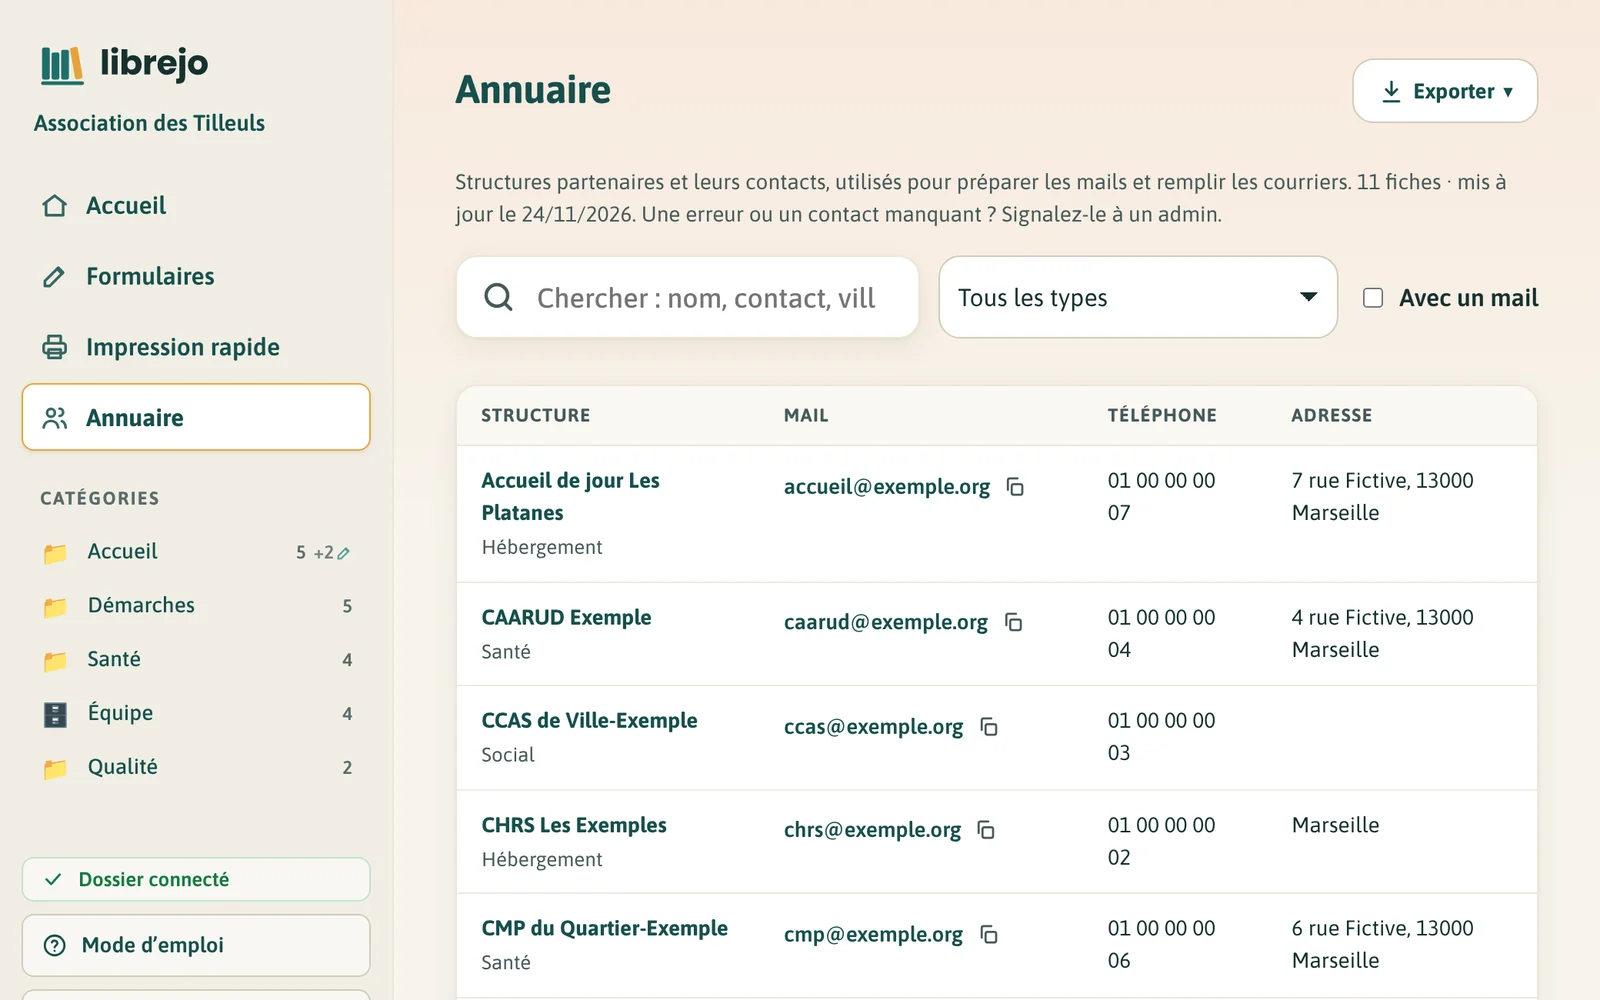 librejo
Association des Tilleuls
Accueil
Formulaires
Impression rapide
Annuaire
CATÉGORIES
Accueil 5 +2
Démarches 5
Santé 4
Équipe 4
Qualité 2
Dossier connecté
Mode d’emploi
Annuaire
Exporter ▾
Structures partenaires et leurs contacts, utilisés pour préparer les mails et remplir les courriers. 11 fiches · mis à
jour le 24/11/2026. Une erreur ou un contact manquant ? Signalez-le à un admin.
Chercher : nom, contact, vill
Tous les types
Avec un mail
STRUCTURE MAIL TÉLÉPHONE ADRESSE
Accueil de jour Les accueil@exemple.org 01 00 00 00 7 rue Fictive, 13000
Platanes 07 Marseille
Hébergement
CAARUD Exemple caarud@exemple.org 01 00 00 00 4 rue Fictive, 13000
Santé 04 Marseille
CCAS de Ville-Exemple ccas@exemple.org 01 00 00 00
Social 03
CHRS Les Exemples chrs@exemple.org 01 00 00 00 Marseille
Hébergement 02
CMP du Quartier-Exemple cmp@exemple.org 01 00 00 00 6 rue Fictive, 13000
Santé 06 Marseille